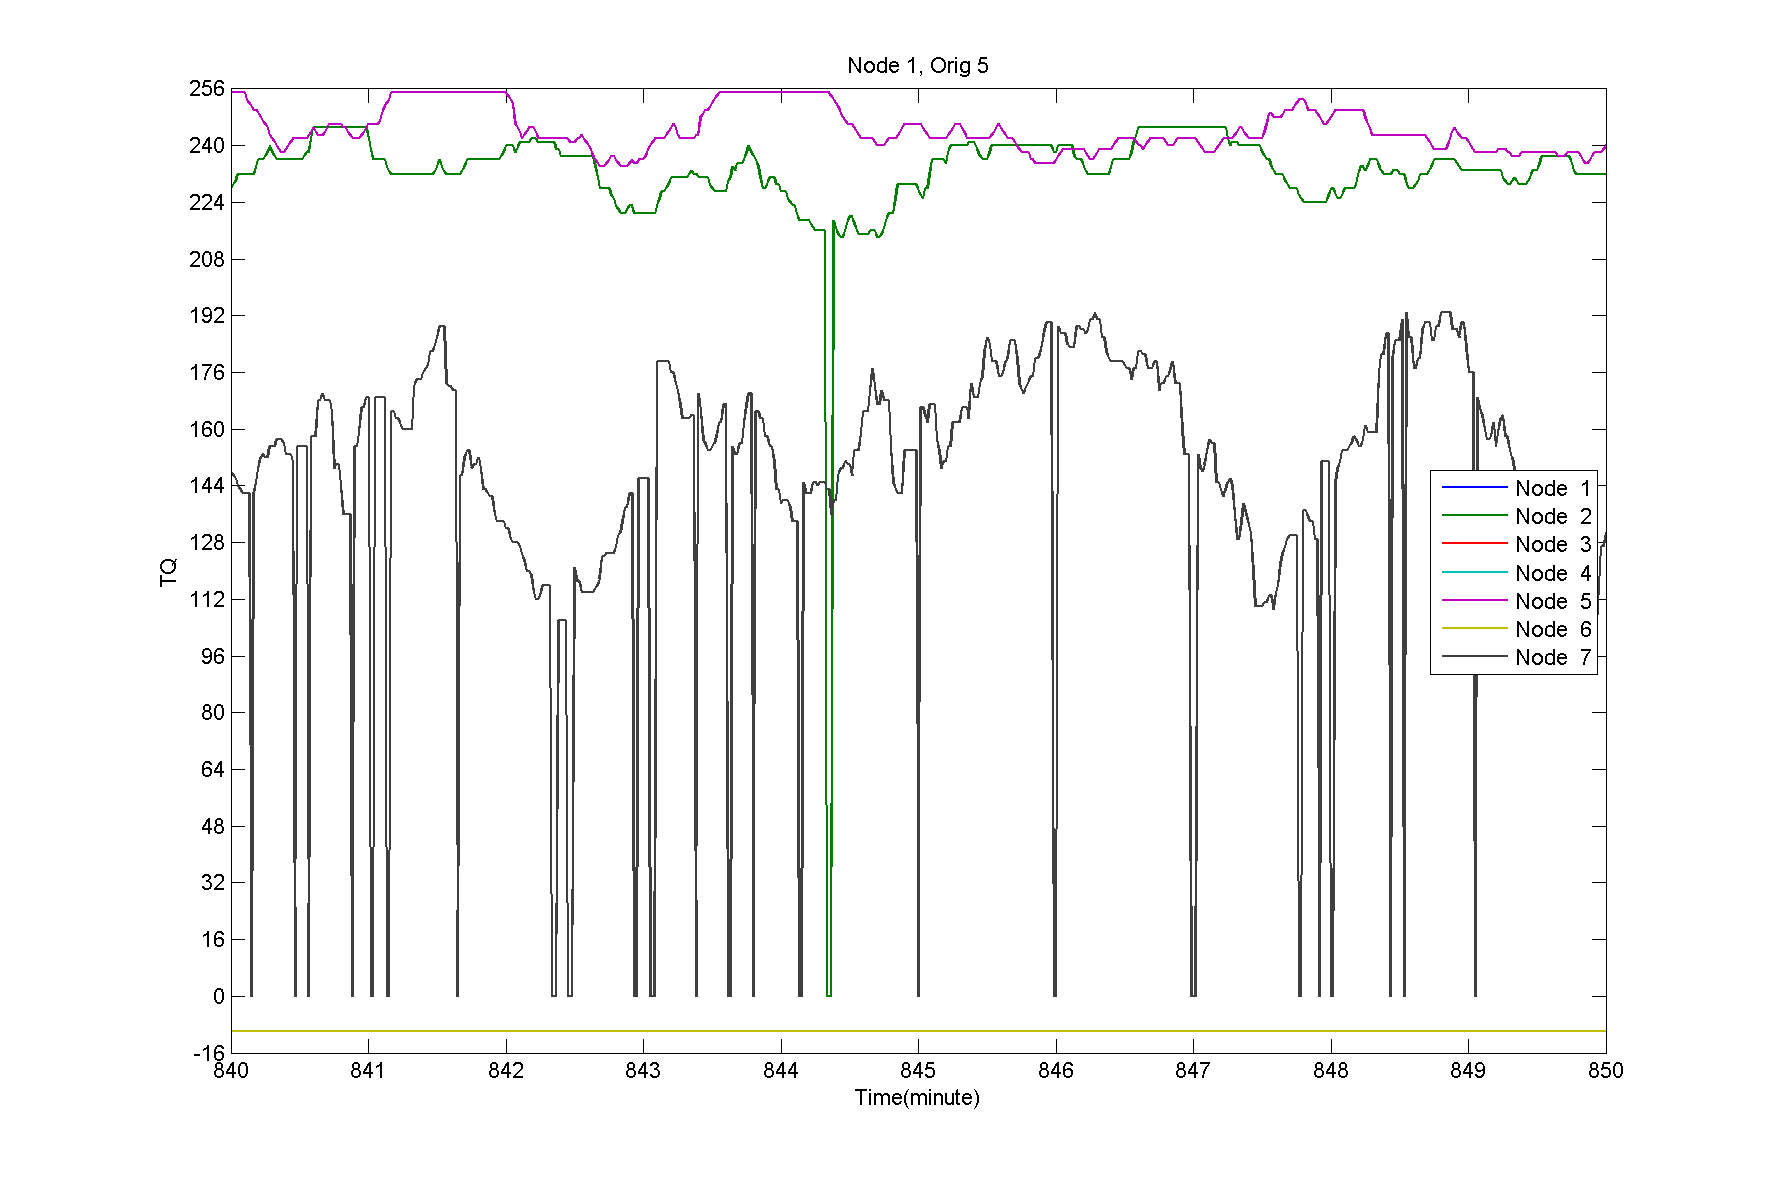 Node 1, Orig 5
256
240
224
208
192
176
160
144
128
112
96
80
64
48
32
16
0
-16
TQ
Node 1
Node 2
Node 3
Node 4
Node 5
Node 6
Node 7
840 841 842 843 844 845 846 847 848 849 850
Time(minute)